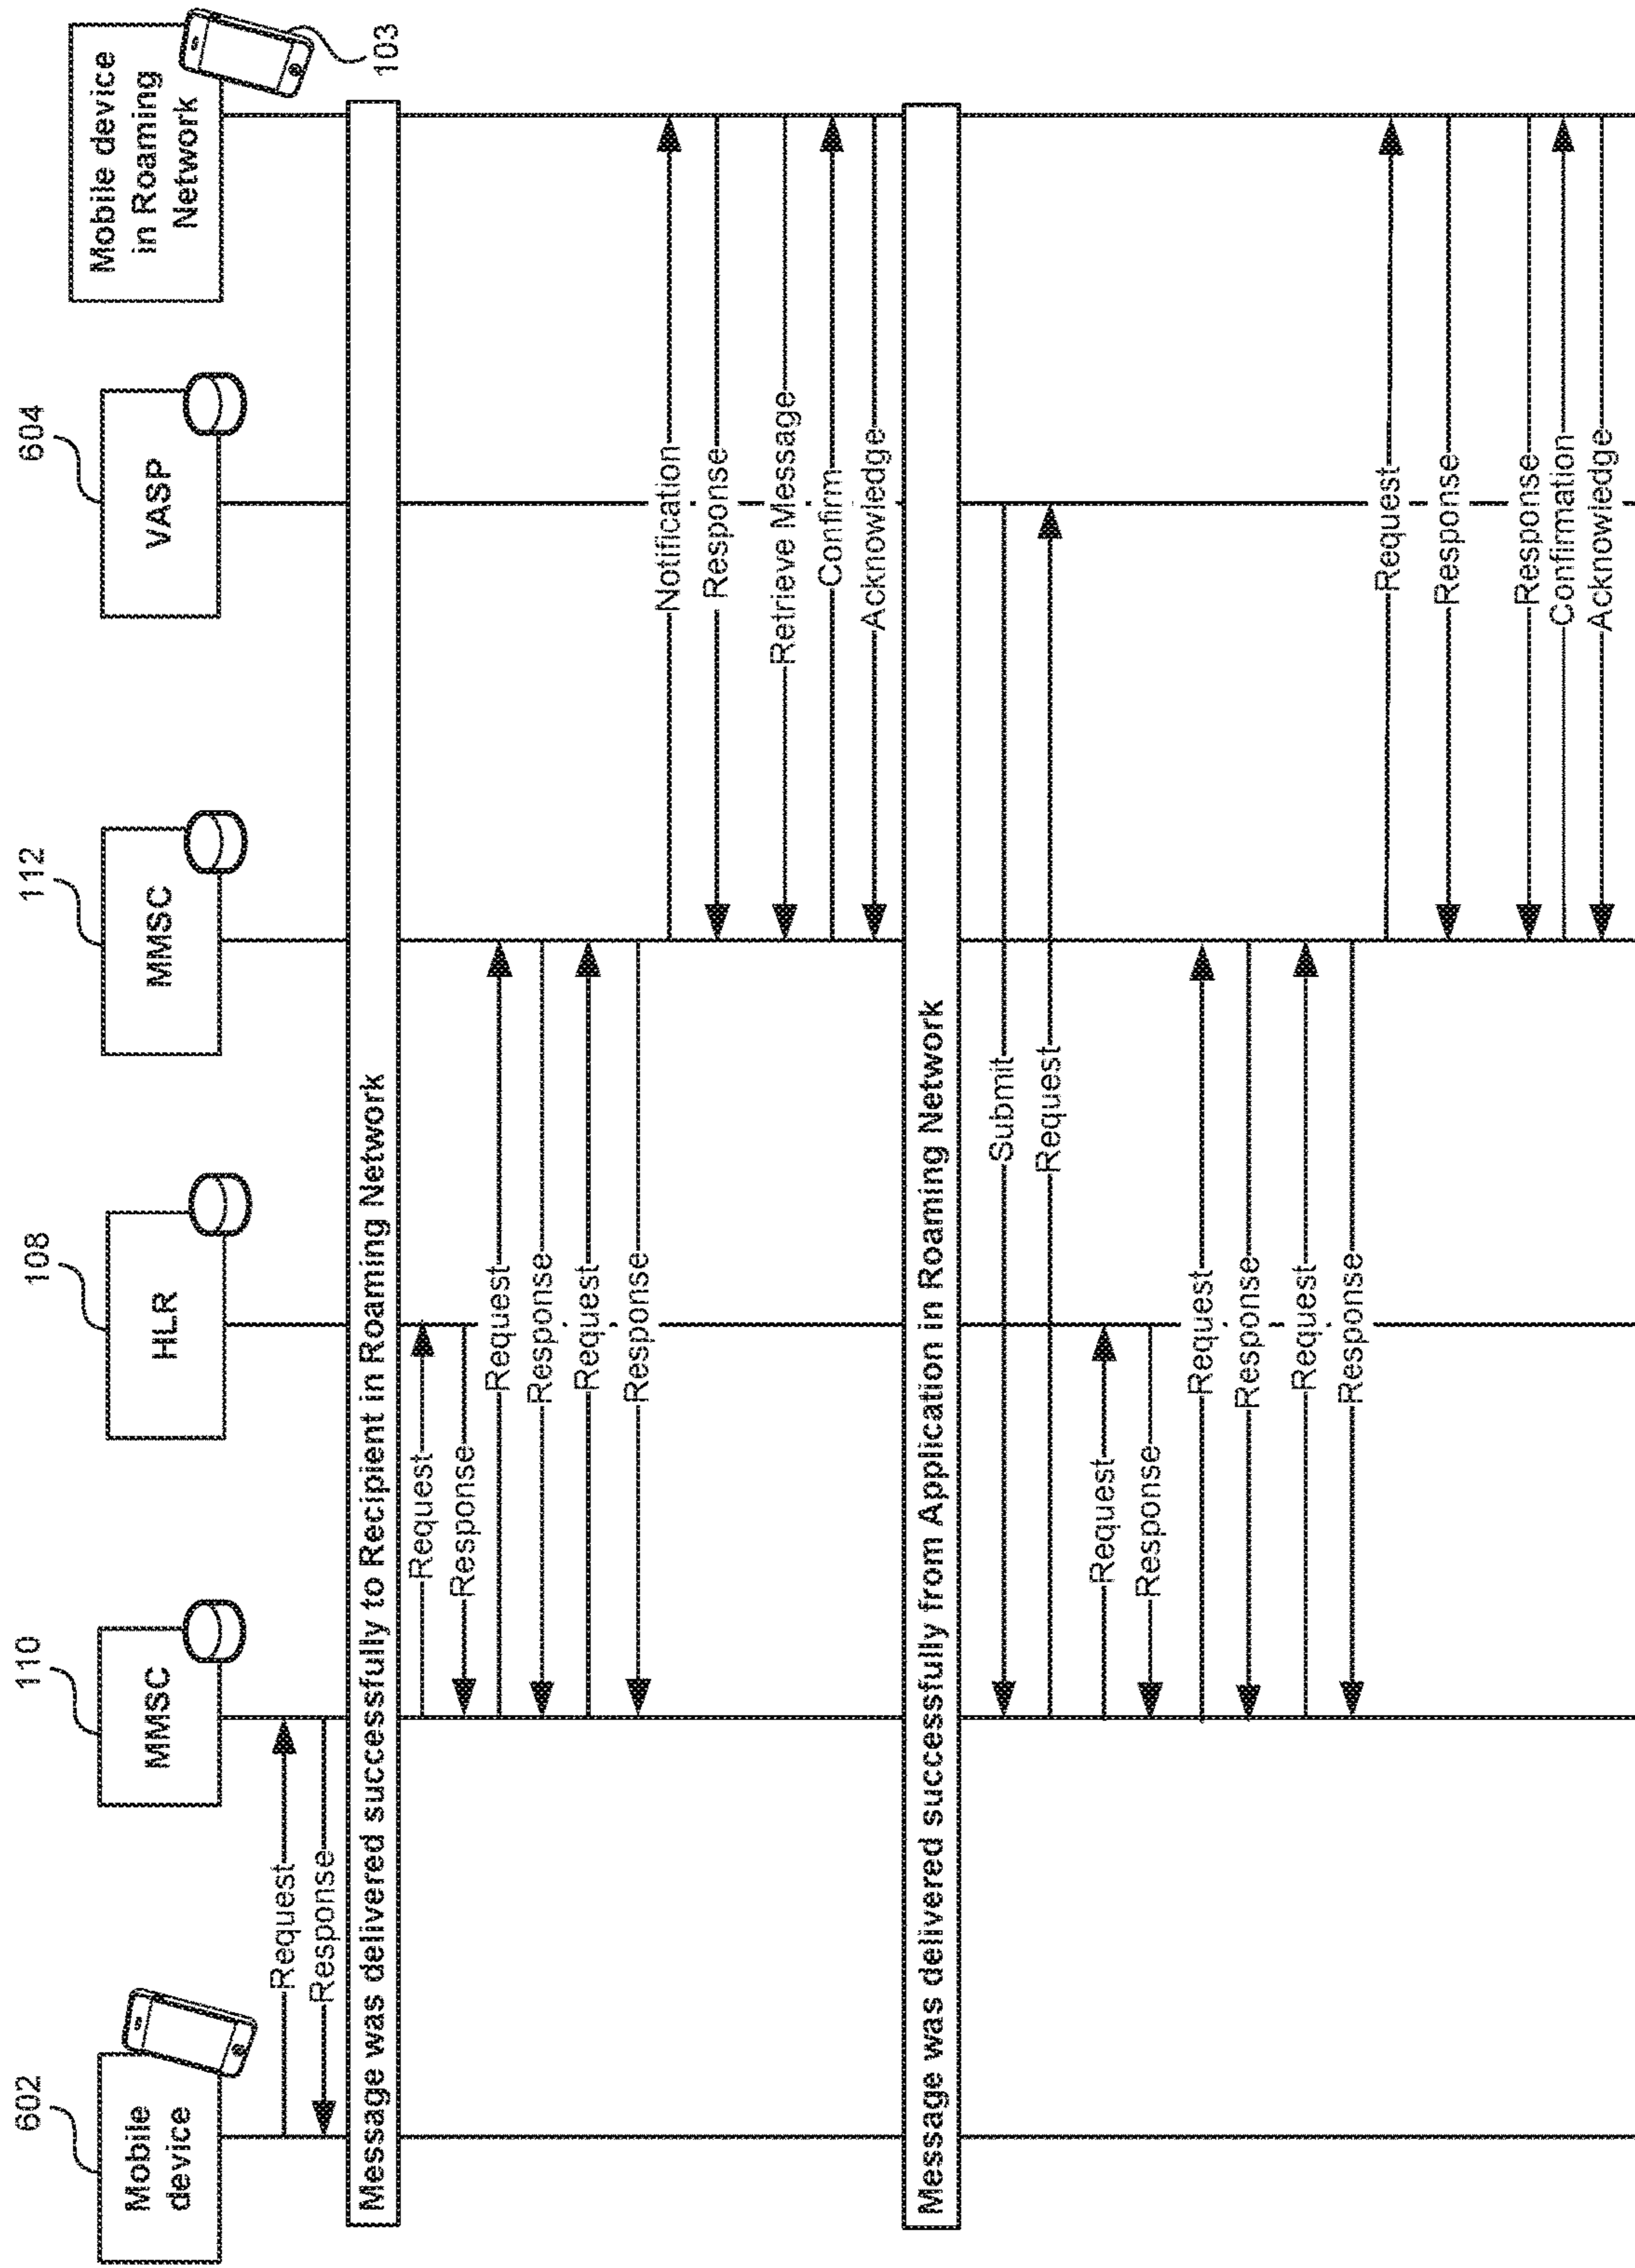 602
110
108
112
604
Mobile
device
MMSC
HLR
MMSC
VASP
Mobile device
in Roaming
Network
103
Request
Response
Message was delivered successfully to Recipient in Roaming Network
Request
Response
Request
Response
Request
Response
Notification
Response
Retrieve Message
Confirm
Acknowledge
Message was delivered successfully from Application in Roaming Network
Submit
Request
Request
Response
Request
Response
Request
Response
Request
Response
Response
Confirmation
Acknowledge